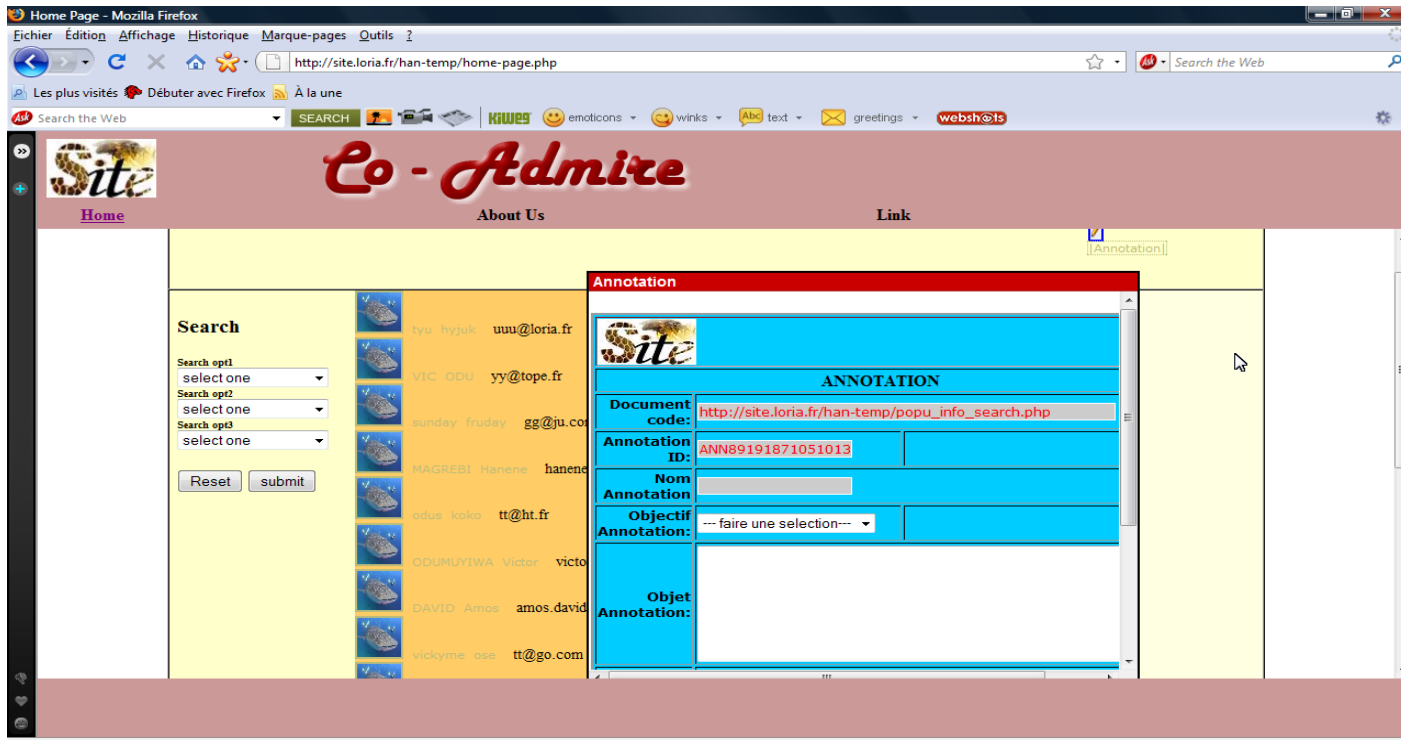 Home Page - Mozilla Firefox
Fichier Édition Affichage Historique Marque-pages Outils ?
http://site.loria.fr/han-temp/home-page.php
Ask Search the Web
Les plus visités Débuter avec Firefox À la une
Ask Search the Web SEARCH KIWEE emoticons winks Abc text greetings webshots
Site Co - Admire
Home About Us Link
|Annotation|
Search
Search opt1
select one
Search opt2
select one
Search opt3
select one
Reset submit
tyu hyjuk uuu@loria.fr
VIC ODU yy@tope.fr
sunday fruday gg@ju.com
MAGREBI Hanene hanene
odus koko tt@ht.fr
ODUMUYIWA Victor victo
DAVID Amos amos.david
vickyme ose tt@go.com
Annotation
Site
ANNOTATION
Document code: http://site.loria.fr/han-temp/popu_info_search.php
Annotation ID: ANN89191871051013
Nom Annotation
Objectif Annotation: --- faire une selection---
Objet Annotation: